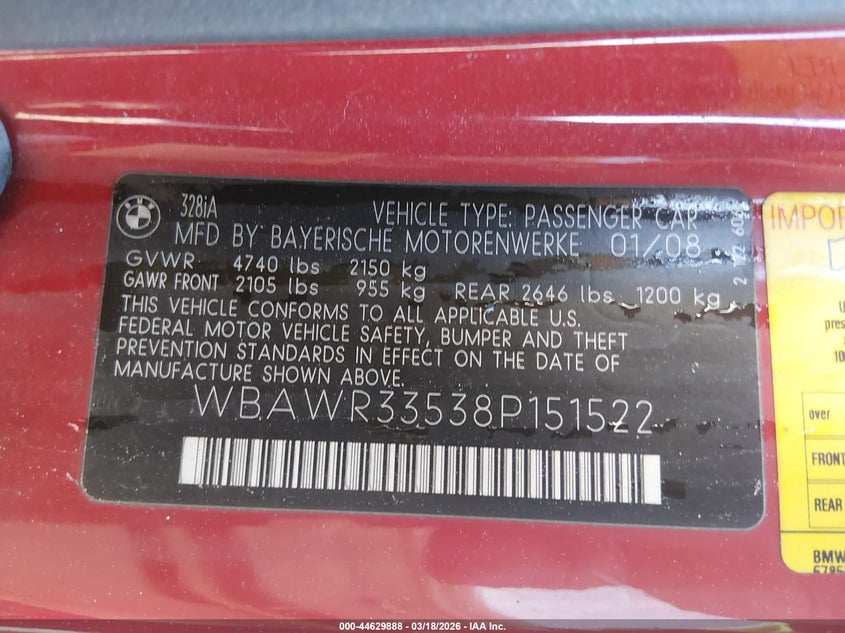 328iA
VEHICLE TYPE: PASSENGER CAR
MFD BY BAYERISCHE MOTORENWERKE 01/08
GVWR 4740 lbs 2150 kg
GAWR FRONT 2105 lbs 955 kg REAR 2646 lbs 1200 kg
THIS VEHICLE CONFORMS TO ALL APPLICABLE U.S.
FEDERAL MOTOR VEHICLE SAFETY, BUMPER AND THEFT
PREVENTION STANDARDS IN EFFECT ON THE DATE OF
MANUFACTURE SHOWN ABOVE.
WBAWR33538P151522
over
FRONT
REAR
BMW
000-44629888 - 03/18/2026 - IAA Inc.